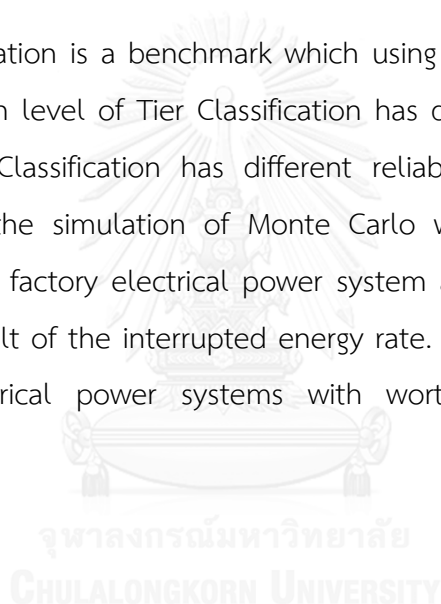 ation is a benchmark which using
n level of Tier Classification has
Classification has different reliab
the simulation of Monte Carlo
factory electrical power system
ult of the interrupted energy rate.
rical power systems with wort
จุฬาลงกรณ์มหาวิทยาลัย
CHULALONGKORN UNIVERSITY